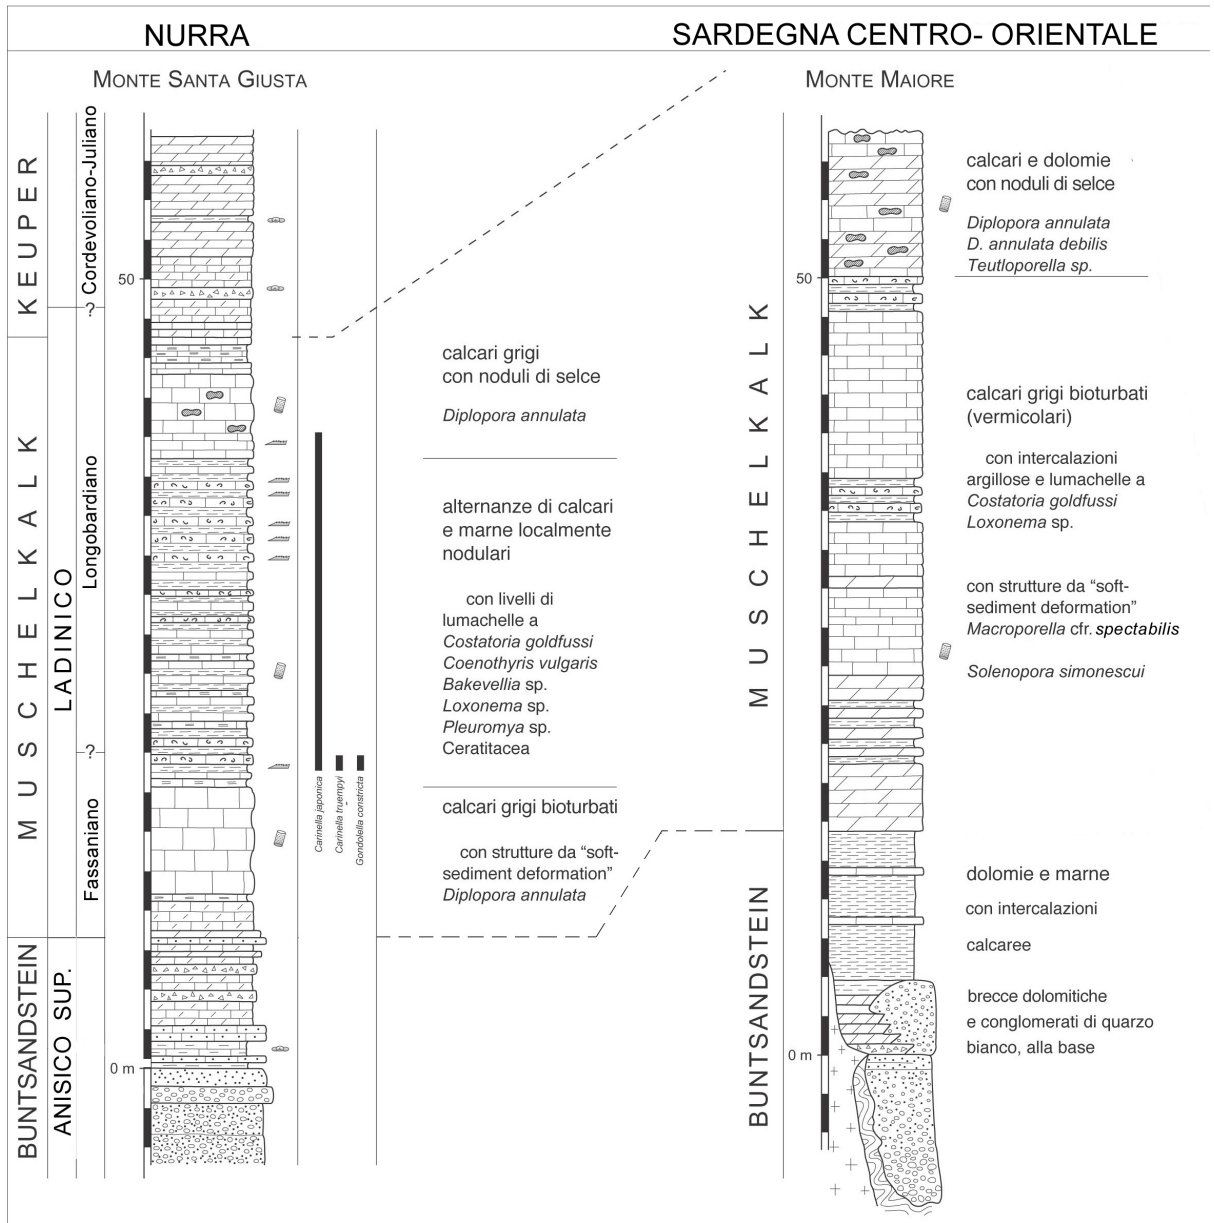 NURRA
SARDEGNA CENTRO- ORIENTALE
MONTE SANTA GIUSTA
MONTE MAIORE
KEUPER
MUSCHELKALK
BUNTSANDSTEIN
LADINICO
ANISICO SUP.
Cordevoliano-Juliano
?
Longobardiano
?
Fassaniano
50
0 m
Carinella japonica
Carinella truempyi
Gondolella constricta
calcari grigi
con noduli di selce
Diplopora annulata
alternanze di calcari
e marne localmente
nodulari
con livelli di
lumachelle a
Costatoria goldfussi
Coenothyris vulgaris
Bakevellia sp.
Loxonema sp.
Pleuromya sp.
Ceratitacea
calcari grigi bioturbati
con strutture da “soft-
sediment deformation”
Diplopora annulata
MUSCHELKALK
BUNTSANDSTEIN
50
0 m
calcari e dolomie
con noduli di selce
Diplopora annulata
D. annulata debilis
Teutloporella sp.
calcari grigi bioturbati
(vermicolari)
con intercalazioni
argillose e lumachelle a
Costatoria goldfussi
Loxonema sp.
con strutture da “soft-
sediment deformation”
Macroporella cfr. spectabilis
Solenopora simonescui
dolomie e marne
con intercalazioni
calcaree
brecce dolomitiche
e conglomerati di quarzo
bianco, alla base